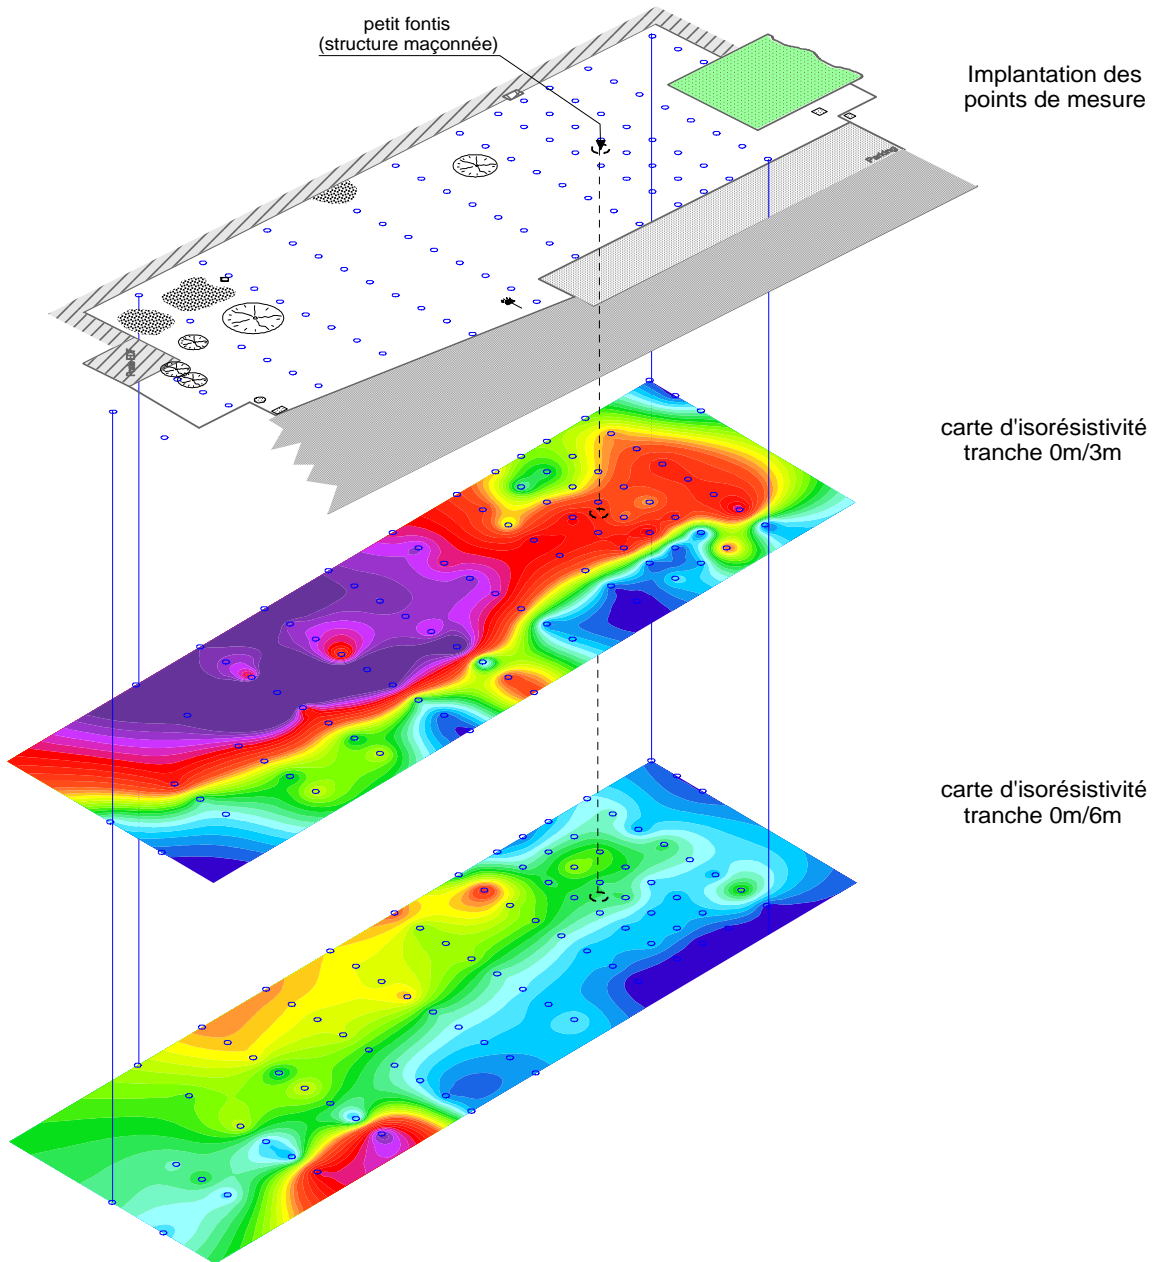 petit fontis
(structure maçonnée)
Implantation des
points de mesure
Parking
carte d'isorésistivité
tranche 0m/3m
carte d'isorésistivité
tranche 0m/6m